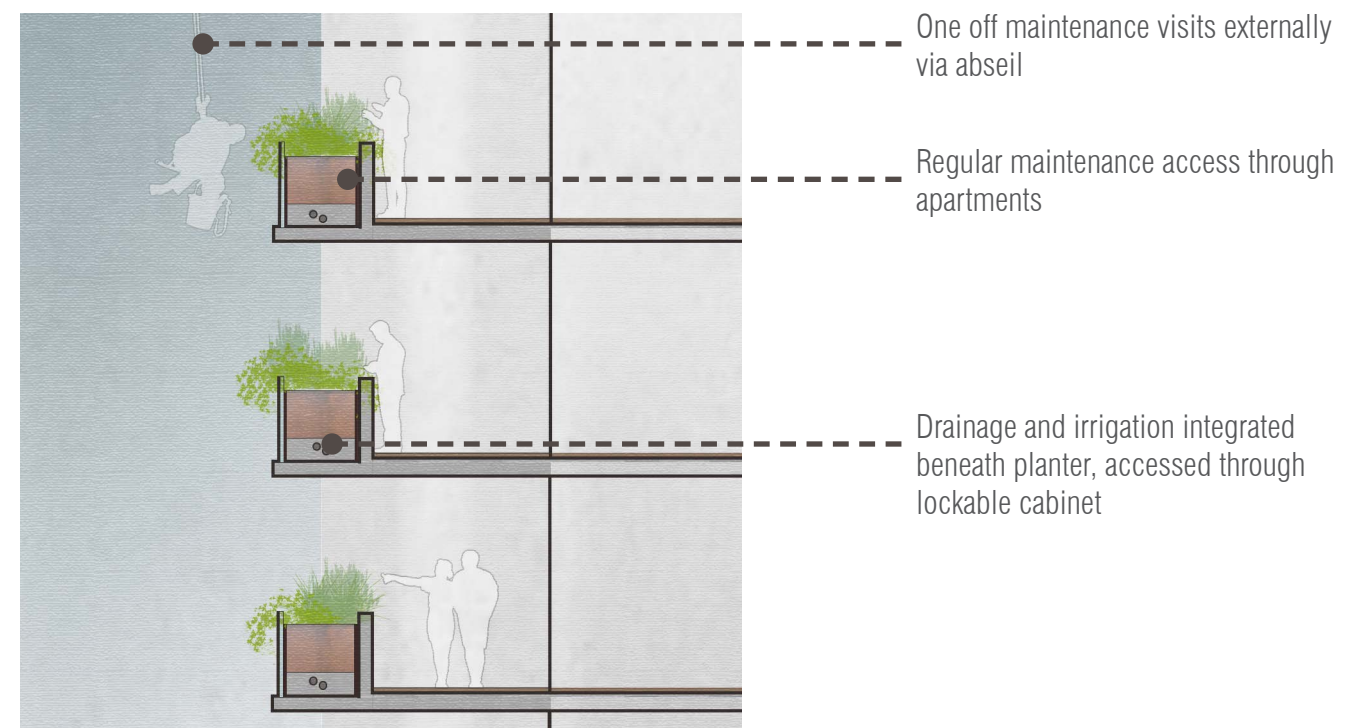 One off maintenance visits externally
via abseil
Regular maintenance access through
apartments
Drainage and irrigation integrated
beneath planter, accessed through
lockable cabinet